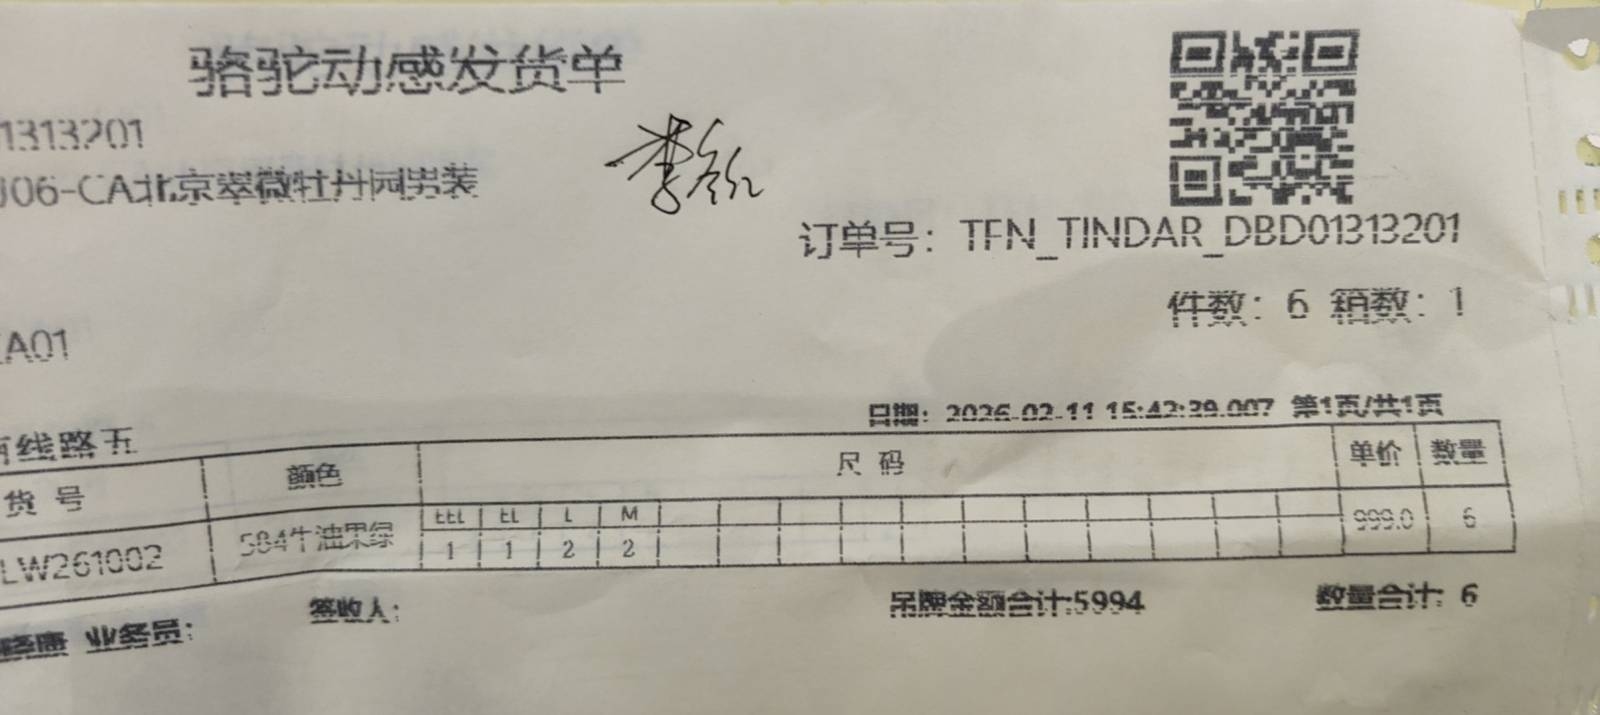 骆驼动感发货单
1313201
J06-CA北京翠微牡丹园男装
订单号：TFN_TINDAR_DBD01313201
件数：6 箱数：1
A01
日期：2026-02-11 15:42:39.007 第1页/共1页
有线路五
货号 颜色 尺码 单价 数量
LW261002 504牛油果绿 999.0 6
EEL EL L M
1 1 2 2
签收人： 吊牌金额合计:5994 数量合计: 6
业务员：